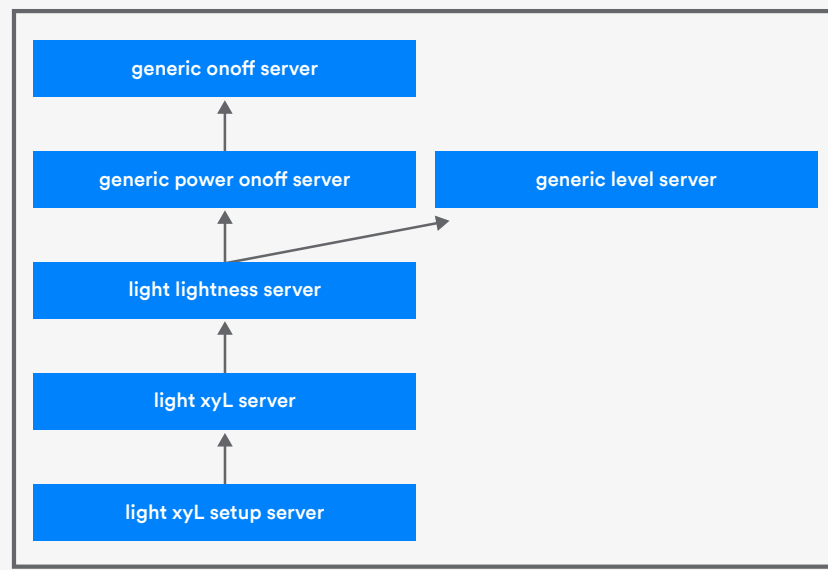 generic onoff server
generic power onoff server
generic level server
light lightness server
light xyL server
light xyL setup server